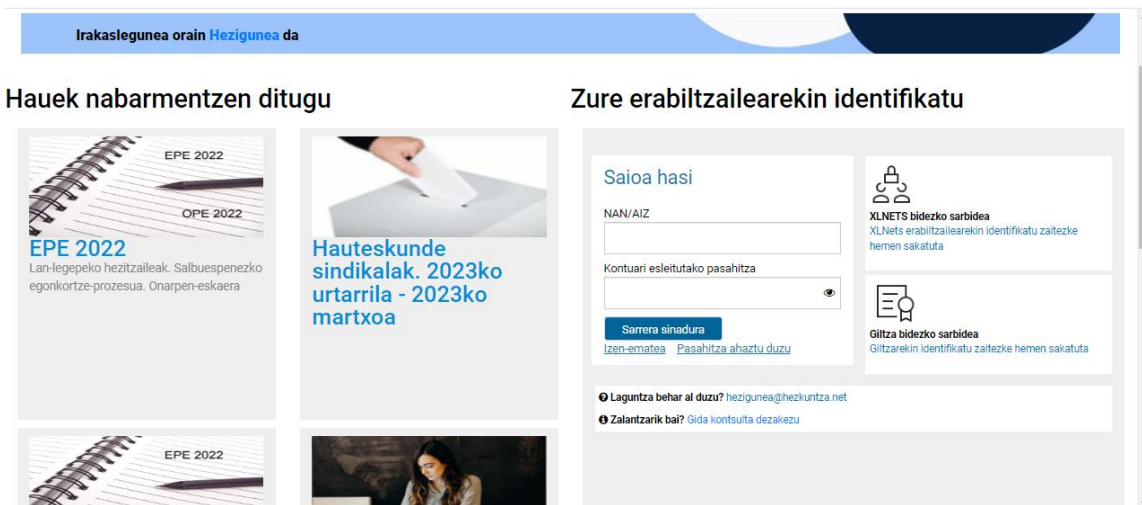 Irakaslegunea orain Hezigunea da
Hauek nabarmentzen ditugu
EPE 2022
OPE 2022
EPE 2022
Lan-legepeko hezitzaileak. Salbuespenezko
egonkortze-prozesua. Onarpen-eskaera
Hauteskunde
sindikalak. 2023ko
urtarrila - 2023ko
martxoa
EPE 2022
Zure erabiltzailearekin identifikatu
Saioa hasi
NAN/AIZ
Kontuari esleitutako pasahitza
Sarrera sinadura
Izen-ematea Pasahitza ahaztu duzu
XLNETS bidezko sarbidea
XLNets erabiltzailearekin identifikatu zaitezke
hemen sakatuta
Giltza bidezko sarbidea
Giltzarekin identifikatu zaitezke hemen sakatuta
Laguntza behar al duzu? hezigunea@hezkuntza.net
Zalantzarik bai? Gida kontsulta dezakezu